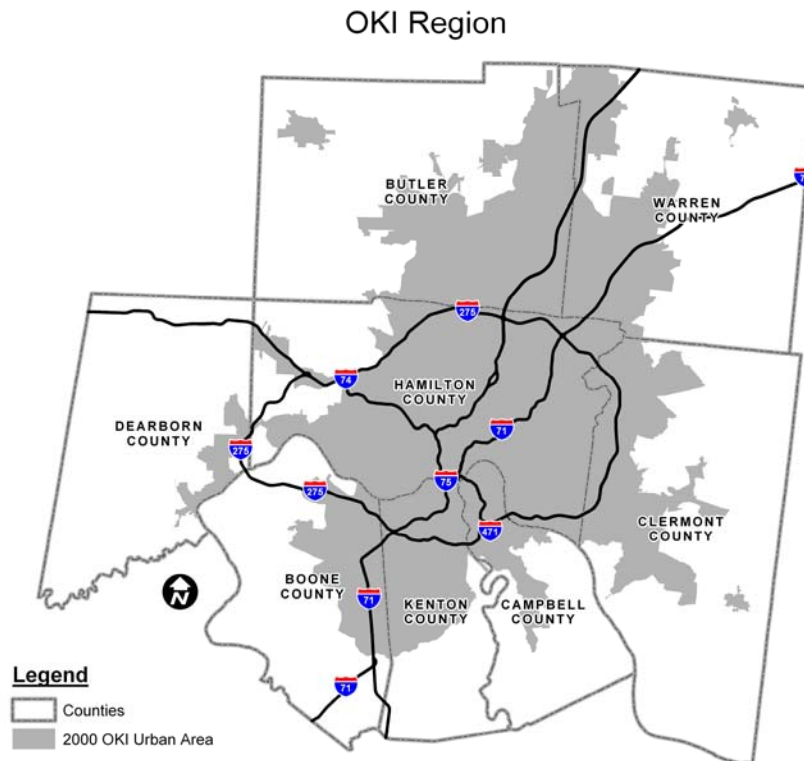 OKI Region
BUTLER
COUNTY
WARREN
COUNTY
7
275
74
HAMILTON
COUNTY
DEARBORN
COUNTY
71
275
275
75
471
CLERMONT
COUNTY
N
BOONE
COUNTY
71
KENTON
COUNTY
CAMPBELL
COUNTY
71
Legend
Counties
2000 OKI Urban Area